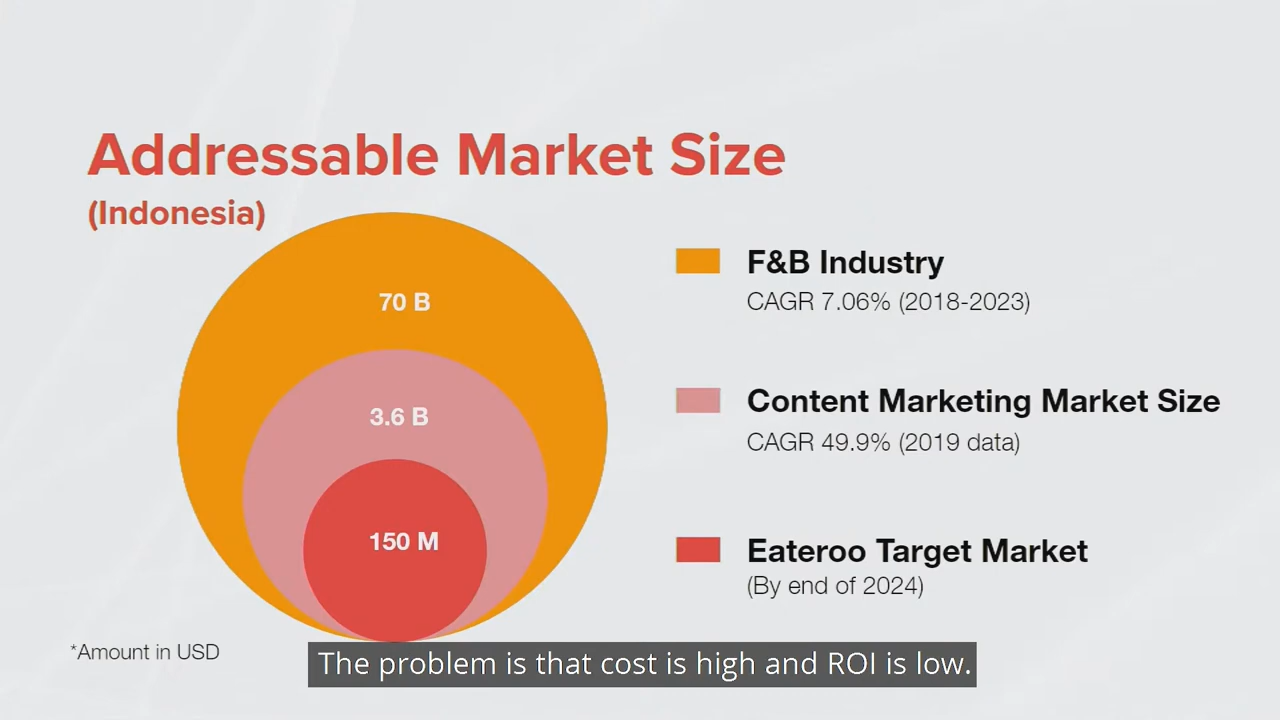 Addressable Market Size
(Indonesia)
70 B
3.6 B
150 M
F&B Industry
CAGR 7.06% (2018-2023)
Content Marketing Market Size
CAGR 49.9% (2019 data)
Eateroo Target Market
(By end of 2024)
*Amount in USD
The problem is that cost is high and ROI is low.